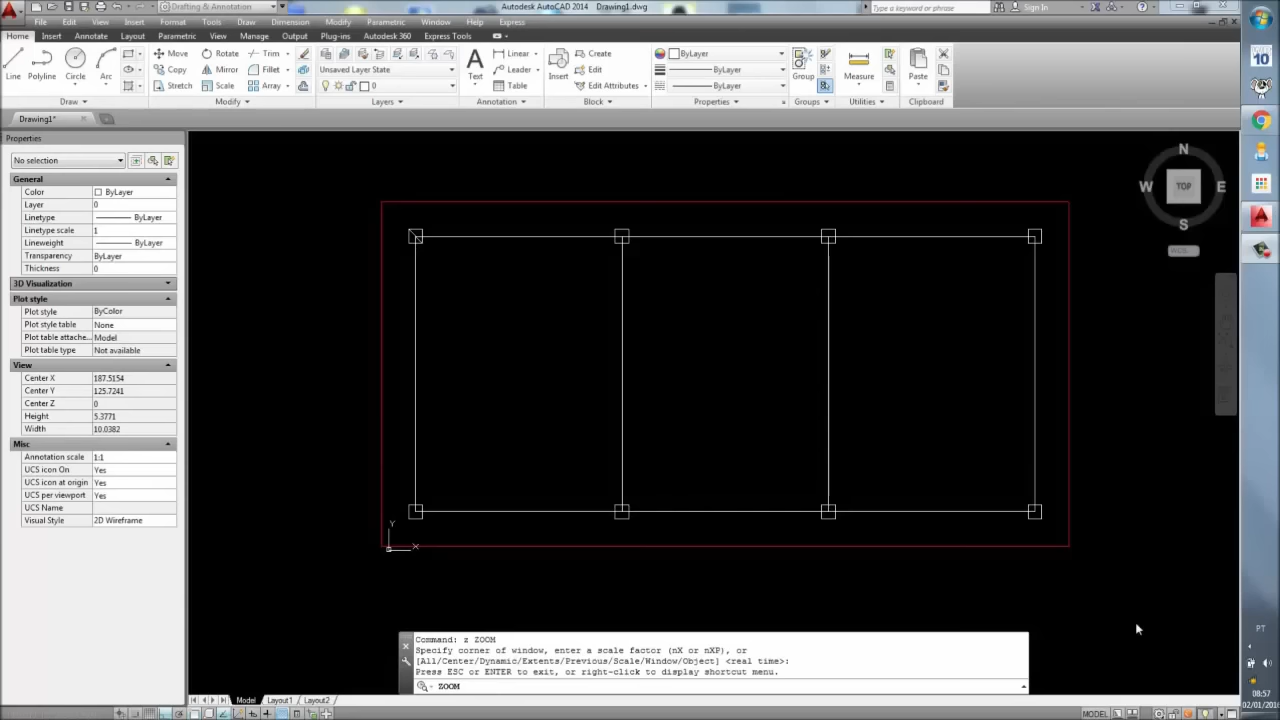 Drafting & Annotation
Autodesk AutoCAD 2014 Drawing1.dwg
Type a keyword or phrase
Sign In
File Edit View Insert Format Tools Draw Dimension Modify Parametric Window Help Express
Home Insert Annotate Layout Parametric View Manage Output Plug-ins Autodesk 360 Express Tools
Line Polyline Circle Arc
Move Rotate Trim
Copy Mirror Fillet
Stretch Scale Array
Unsaved Layer State
0
Text
Linear
Leader
Table
Insert
Create
Edit
Edit Attributes
ByLayer
ByLayer
ByLayer
Group
Measure
Paste
Draw Modify Layers Annotation Block Properties Groups Utilities Clipboard
Drawing1*
Properties
No selection
General
Color ByLayer
Layer 0
Linetype ByLayer
Linetype scale 1
Lineweight ByLayer
Transparency ByLayer
Thickness 0
3D Visualization
Plot style
Plot style ByColor
Plot style table None
Plot table attache... Model
Plot table type Not available
View
Center X 187.5154
Center Y 125.7241
Center Z 0
Height 5.3771
Width 10.0382
Misc
Annotation scale 1:1
UCS icon On Yes
UCS icon at origin Yes
UCS per viewport Yes
UCS Name
Visual Style 2D Wireframe
N
W TOP E
S
WCS
Y
X
Command: z ZOOM
Specify corner of window, enter a scale factor (nX or nXP), or
[All/Center/Dynamic/Extents/Previous/Scale/Window/Object] <real time>:
Press ESC or ENTER to exit, or right-click to display shortcut menu.
ZOOM
Model Layout1 Layout2
MODEL
10
PT
08:57